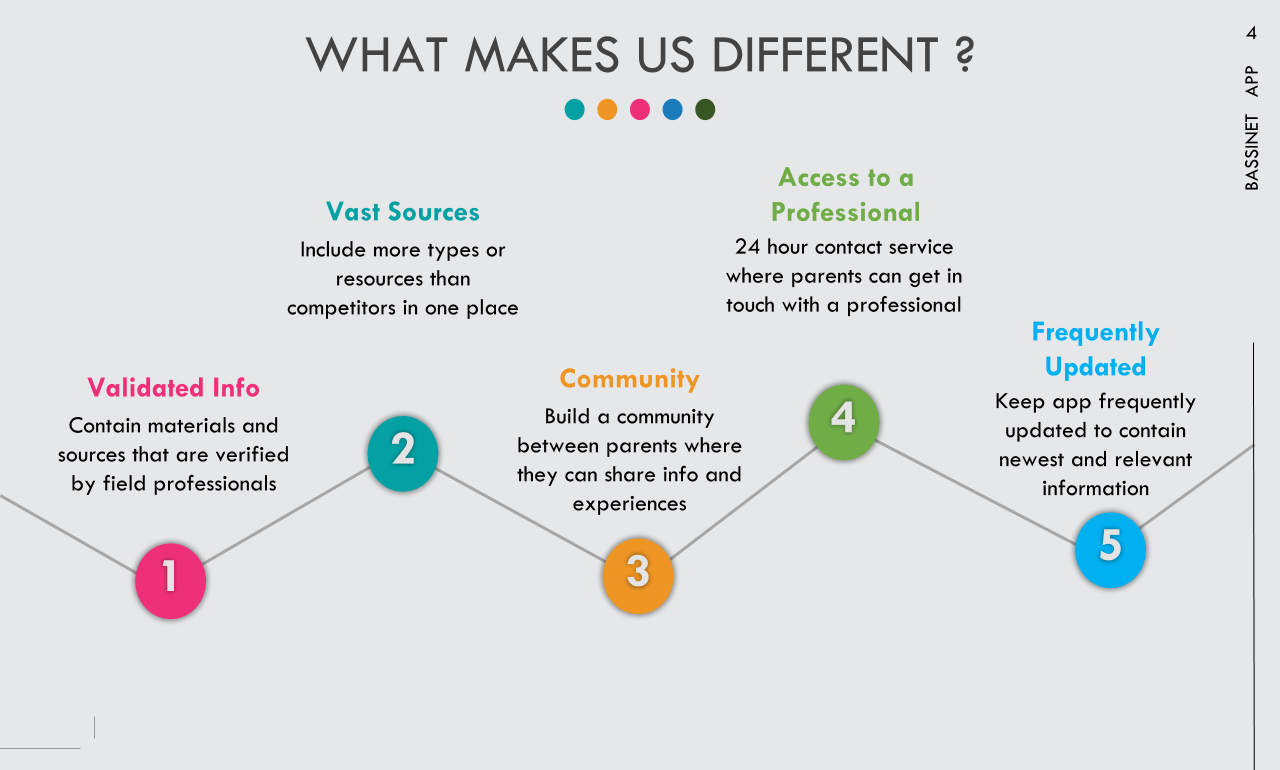 WHAT MAKES US DIFFERENT ?
4
BASSINET APP
Validated Info
Contain materials and
sources that are verified
by field professionals
1
Vast Sources
Include more types or
resources than
competitors in one place
2
Community
Build a community
between parents where
they can share info and
experiences
3
Access to a
Professional
24 hour contact service
where parents can get in
touch with a professional
4
Frequently
Updated
Keep app frequently
updated to contain
newest and relevant
information
5